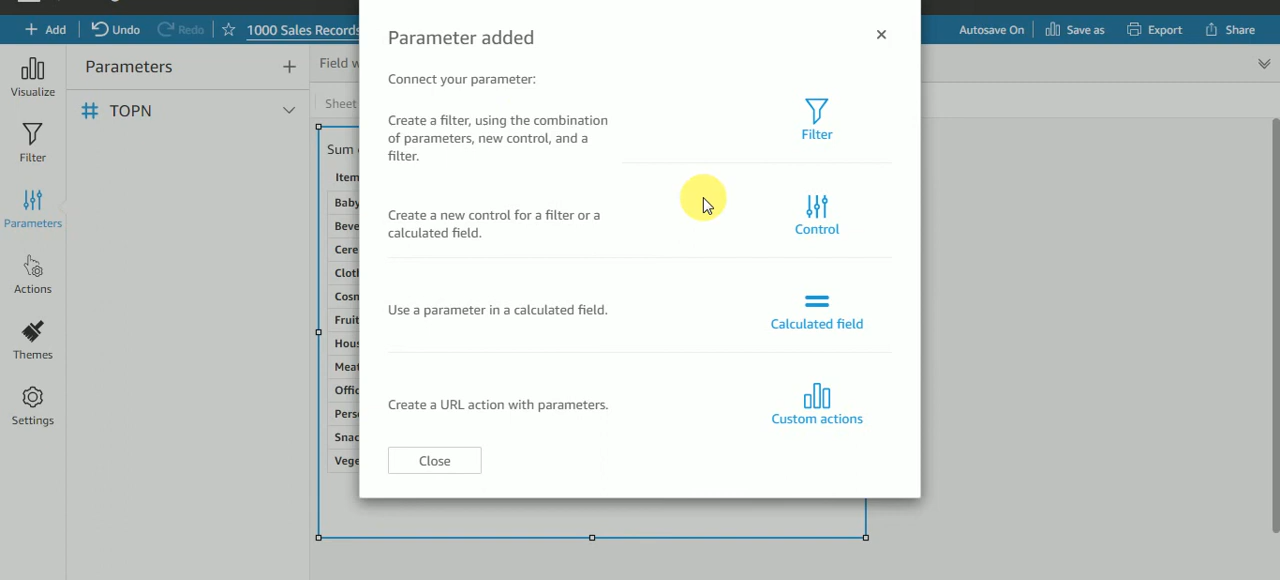 Add
Undo
Redo
1000 Sales Records
Autosave On
Save as
Export
Share
Visualize
Filter
Parameters
Actions
Themes
Settings
Parameters
TOPN
Field w
Sheet
Sum
Item
Baby
Beve
Cere
Cloth
Cosm
Fruit
Hous
Meat
Offic
Pers
Snac
Vege
Parameter added
Connect your parameter:
Create a filter, using the combination
of parameters, new control, and a
filter.
Filter
Create a new control for a filter or a
calculated field.
Control
Use a parameter in a calculated field.
Calculated field
Create a URL action with parameters.
Custom actions
Close